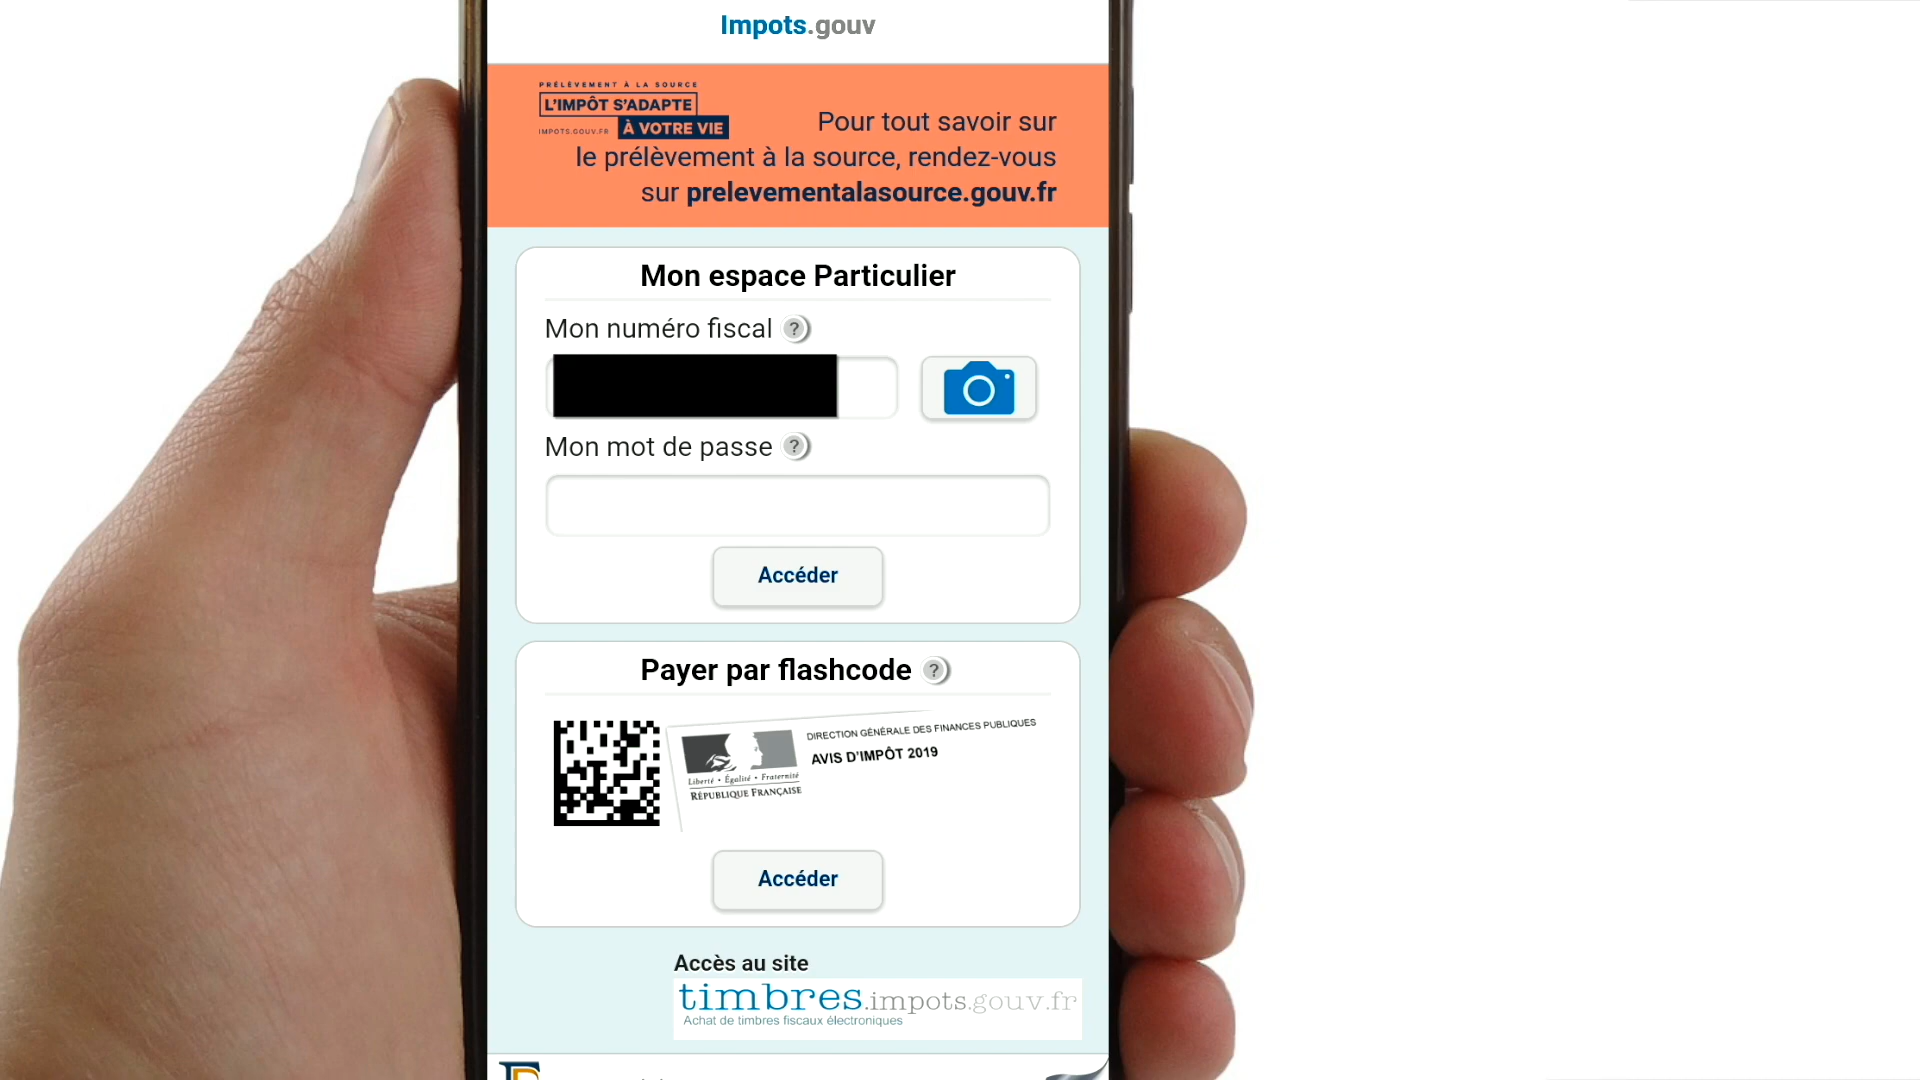 Impots.gouv
PRÉLÈVEMENT À LA SOURCE
L'IMPÔT S'ADAPTE
IMPOTS.GOUV.FR À VOTRE VIE
Pour tout savoir sur
le prélèvement à la source, rendez-vous
sur prelevementalasource.gouv.fr
Mon espace Particulier
Mon numéro fiscal ?
Mon mot de passe ?
Accéder
Payer par flashcode ?
DIRECTION GÉNÉRALE DES FINANCES PUBLIQUES
AVIS D'IMPÔT 2019
Liberté • Égalité • Fraternité
RÉPUBLIQUE FRANÇAISE
Accéder
Accès au site
timbres.impots.gouv.fr
Achat de timbres fiscaux électroniques